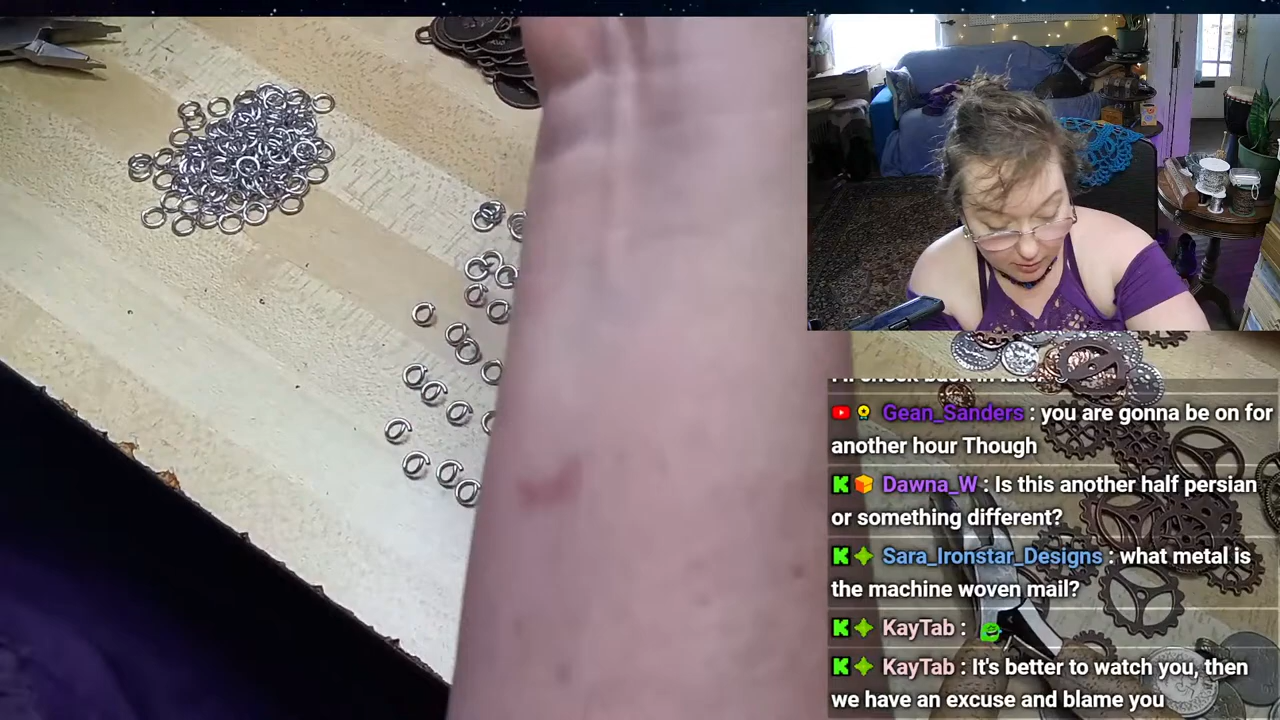 Gean_Sanders : you are gonna be on for
another hour Though
Dawna_W : Is this another half persian
or something different?
Sara_Ironstar_Designs : what metal is
the machine woven mail?
KayTab :
KayTab : It's better to watch you, then
we have an excuse and blame you